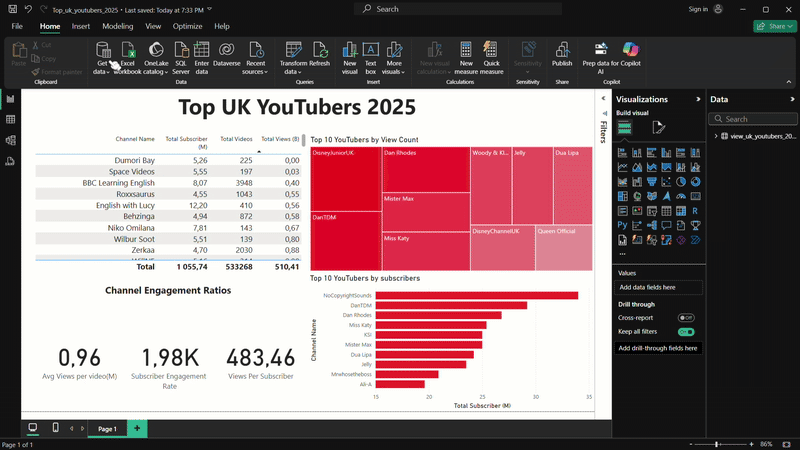 Top_uk_youtubers_2025 • Last saved: Today at 7:33 PM
Search
Sign in
File
Home
Insert
Modeling
View
Optimize
Help
Share
Paste
Cut
Copy
Format painter
Get data
Excel workbook
OneLake catalog
SQL Server
Enter data
Dataverse
Recent sources
Transform data
Refresh
New visual
Text box
More visuals
New visual calculation
New measure
Quick measure
Sensitivity
Publish
Prep data for AI
Copilot
Clipboard
Data
Queries
Insert
Calculations
Sensitivity
Share
Copilot
Top UK YouTubers 2025
Channel Name Total Subscriber (M) Total Videos Total Views (B)
Dumori Bay 5,26 225 0,00
Space Videos 5,55 197 0,03
BBC Learning English 8,07 3948 0,40
Roxxsaurus 4,55 1043 0,55
English with Lucy 12,20 410 0,56
Behzinga 4,94 872 0,58
Niko Omilana 7,81 143 0,67
Wilbur Soot 5,51 139 0,80
Zerkaa 4,70 2030 0,88
Total 1 055,74 533268 510,41
Channel Engagement Ratios
0,96
Avg Views per video(M)
1,98K
Subscriber Engagement Rate
483,46
Views Per Subscriber
Top 10 YouTubers by View Count
DisneyJuniorUK
DanTDM
Dan Rhodes
Mister Max
Miss Katy
Woody & Kl...
Jelly
Dua Lipa
DisneyChannelUK
Queen Official
Top 10 YouTubers by subscribers
Channel Name
NoCopyrightSounds
DanTDM
Dan Rhodes
Miss Katy
KSI
Mister Max
Dua Lipa
Jelly
Mrwhosetheboss
Ali-A
15 20 25 30 35
Total Subscriber (M)
Filters
Visualizations
Build visual
Values
Add data fields here
Drill through
Cross-report
Off
Keep all filters
On
Add drill-through fields here
Data
Search
view_uk_youtubers_20...
Page 1
Page 1 of 1
86%